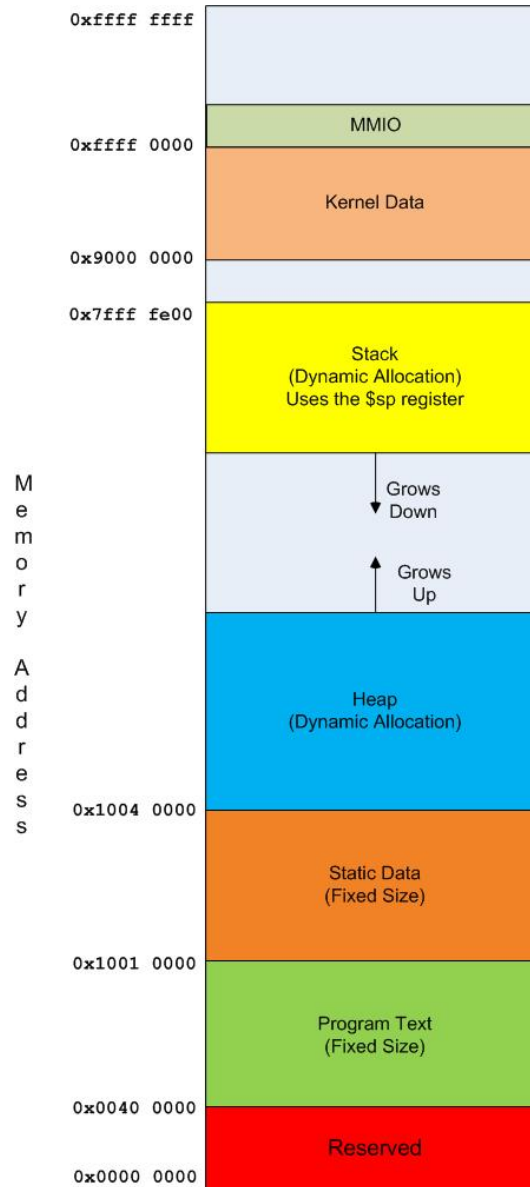 0xffff ffff
MMIO
0xffff 0000
Kernel Data
0x9000 0000
0x7fff fe00
Stack
(Dynamic Allocation)
Uses the $sp register
Grows
Down
Grows
Up
Memory Address
Heap
(Dynamic Allocation)
0x1004 0000
Static Data
(Fixed Size)
0x1001 0000
Program Text
(Fixed Size)
0x0040 0000
Reserved
0x0000 0000